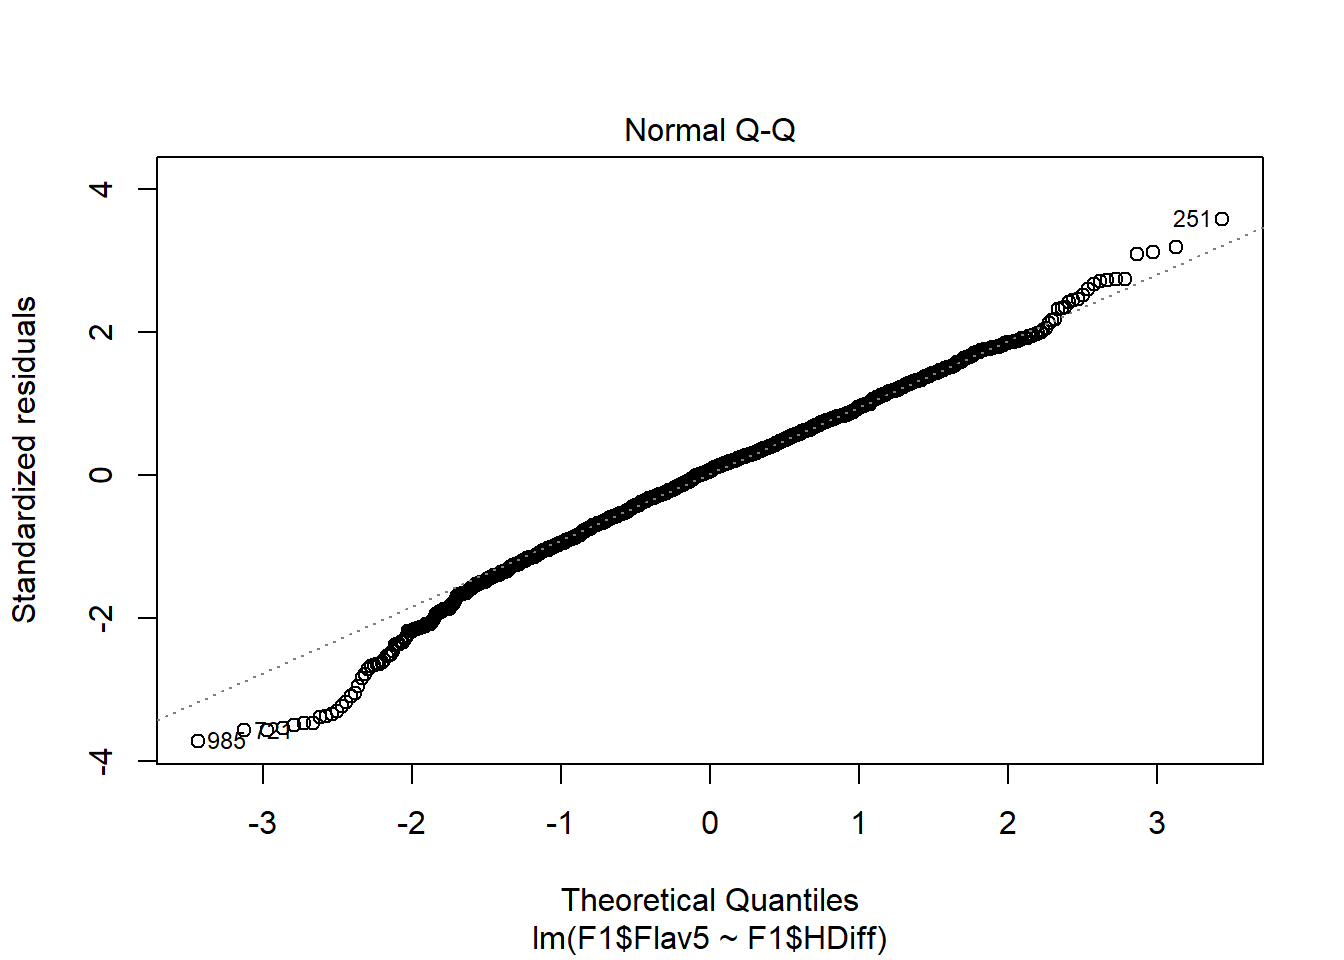 Normal Q-Q
Standardized residuals
4
2
0
-2
-4
251
721
985
-3 -2 -1 0 1 2 3
Theoretical Quantiles
lm(F1$Flav5 ~ F1$HDiff)